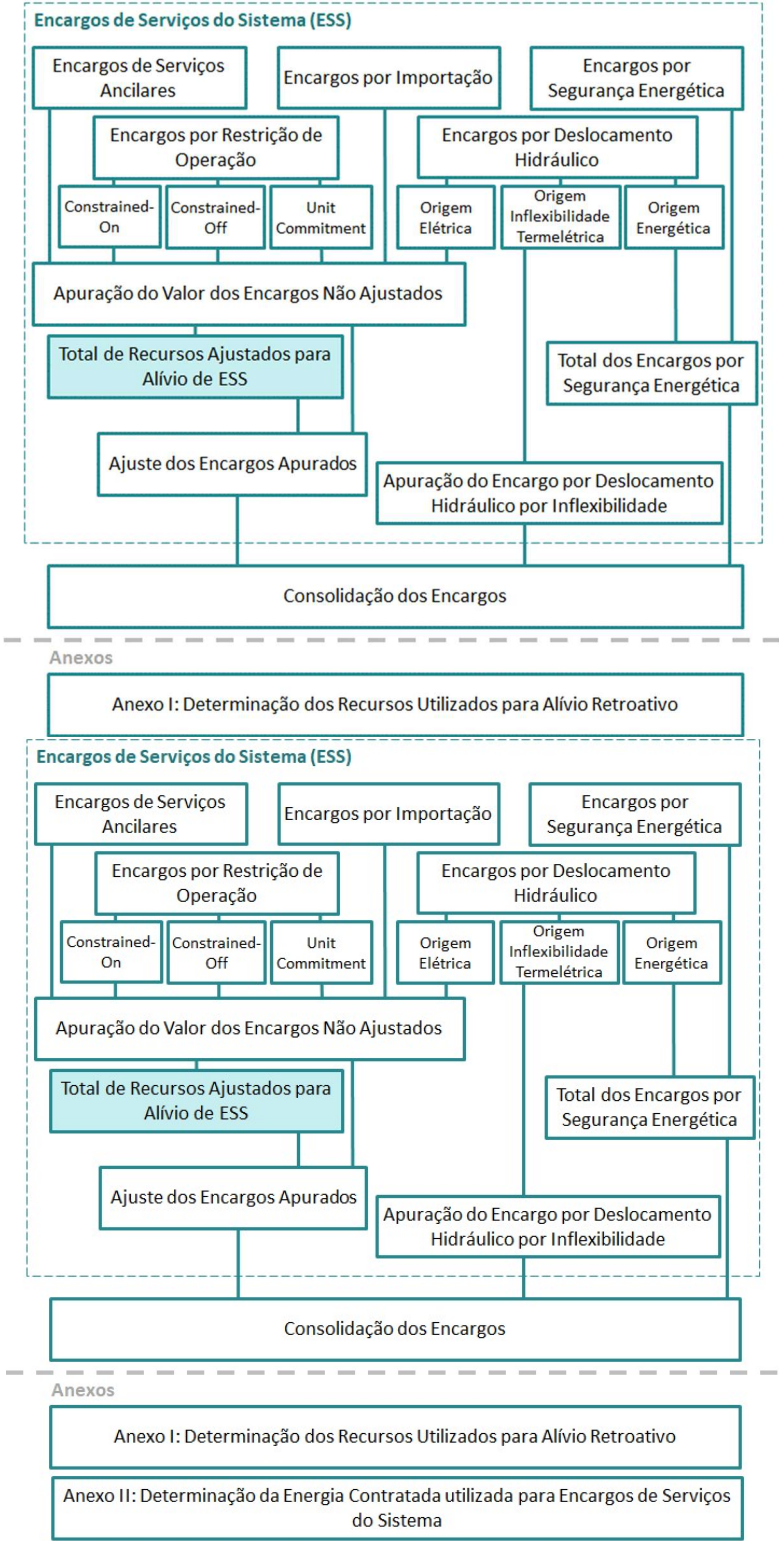 Encargos de Serviços do Sistema (ESS)
Encargos de Serviços
Ancilares
Encargos por Importação
Encargos por
Segurança Energética
Encargos por Restrição de
Operação
Encargos por Deslocamento
Hidráulico
Constrained-
On
Constrained-
Off
Unit
Commitment
Origem
Elétrica
Origem
Inflexibilidade
Termelétrica
Origem
Energética
Apuração do Valor dos Encargos Não Ajustados
Total de Recursos Ajustados para
Alívio de ESS
Total dos Encargos por
Segurança Energética
Ajuste dos Encargos Apurados
Apuração do Encargo por Deslocamento
Hidráulico por Inflexibilidade
Consolidação dos Encargos
Anexos
Anexo I: Determinação dos Recursos Utilizados para Alívio Retroativo
Encargos de Serviços do Sistema (ESS)
Encargos de Serviços
Ancilares
Encargos por Importação
Encargos por
Segurança Energética
Encargos por Restrição de
Operação
Encargos por Deslocamento
Hidráulico
Constrained-
On
Constrained-
Off
Unit
Commitment
Origem
Elétrica
Origem
Inflexibilidade
Termelétrica
Origem
Energética
Apuração do Valor dos Encargos Não Ajustados
Total de Recursos Ajustados para
Alívio de ESS
Total dos Encargos por
Segurança Energética
Ajuste dos Encargos Apurados
Apuração do Encargo por Deslocamento
Hidráulico por Inflexibilidade
Consolidação dos Encargos
Anexos
Anexo I: Determinação dos Recursos Utilizados para Alívio Retroativo
Anexo II: Determinação da Energia Contratada utilizada para Encargos de Serviços
do Sistema